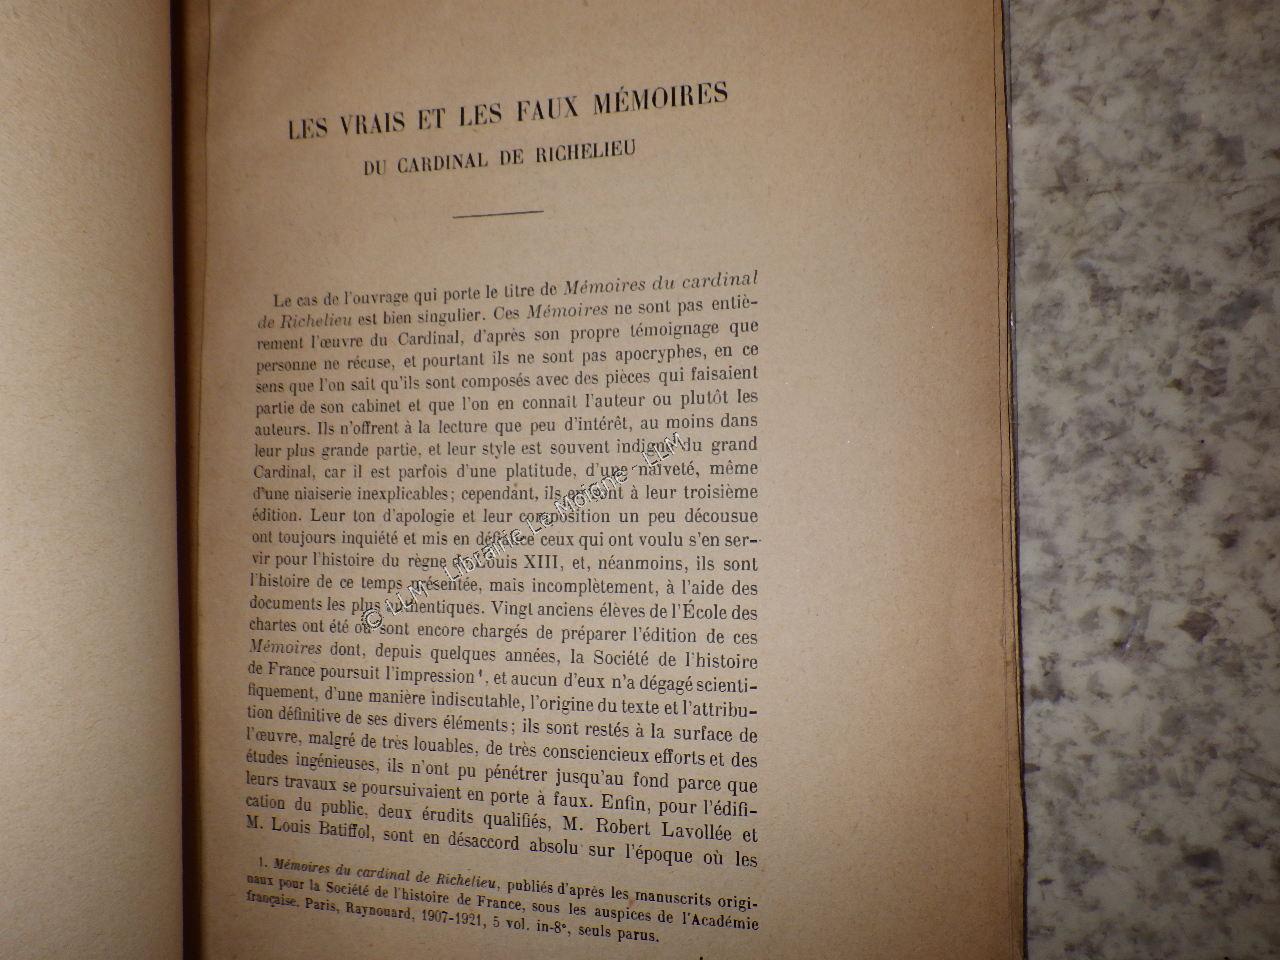 LES VRAIS ET LES FAUX MÉMOIRES
DU CARDINAL DE RICHELIEU
Le cas de l'ouvrage qui porte le titre de Mémoires du cardinal
de Richelieu est bien singulier. Ces Mémoires ne sont pas entiè-
rement l'œuvre du Cardinal, d'après son propre témoignage que
personne ne récuse, et pourtant ils ne sont pas apocryphes, en ce
sens que l'on sait qu'ils sont composés avec des pièces qui faisaient
partie de son cabinet et que l'on en connaît l'auteur ou plutôt les
auteurs. Ils n'offrent à la lecture que peu d'intérêt, au moins dans
leur plus grande partie, et leur style est souvent indigne du grand
Cardinal, car il est parfois d'une platitude, d'une naïveté, même
d'une niaiserie inexplicables; cependant, ils en sont à leur troisième
édition. Leur ton d'apologie et leur composition un peu décousue
ont toujours inquiété et mis en défiance ceux qui ont voulu s'en ser-
vir pour l'histoire du règne de Louis XIII, et, néanmoins, ils sont
l'histoire de ce temps présentée, mais incomplètement, à l'aide des
documents les plus authentiques. Vingt anciens élèves de l'École des
chartes ont été ou sont encore chargés de préparer l'édition de ces
Mémoires dont, depuis quelques années, la Société de l'histoire
de France poursuit l'impression¹, et aucun d'eux n'a dégagé scienti-
fiquement, d'une manière indiscutable, l'origine du texte et l'attribu-
tion définitive de ses divers éléments; ils sont restés à la surface de
l'œuvre, malgré de très louables, de très consciencieux efforts et des
études ingénieuses, ils n'ont pu pénétrer jusqu'au fond parce que
leurs travaux se poursuivaient en porte à faux. Enfin, pour l'édifi-
cation du public, deux érudits qualifiés, M. Robert Lavollée et
M. Louis Batiffol, sont en désaccord absolu sur l'époque où les
1. Mémoires du cardinal de Richelieu, publiés d'après les manuscrits origi-
naux pour la Société de l'histoire de France, sous les auspices de l'Académie
française. Paris, Raynouard, 1907-1921, 5 vol. in-8°, seuls parus.
© LLM - Librairie Le Moigne - LLM